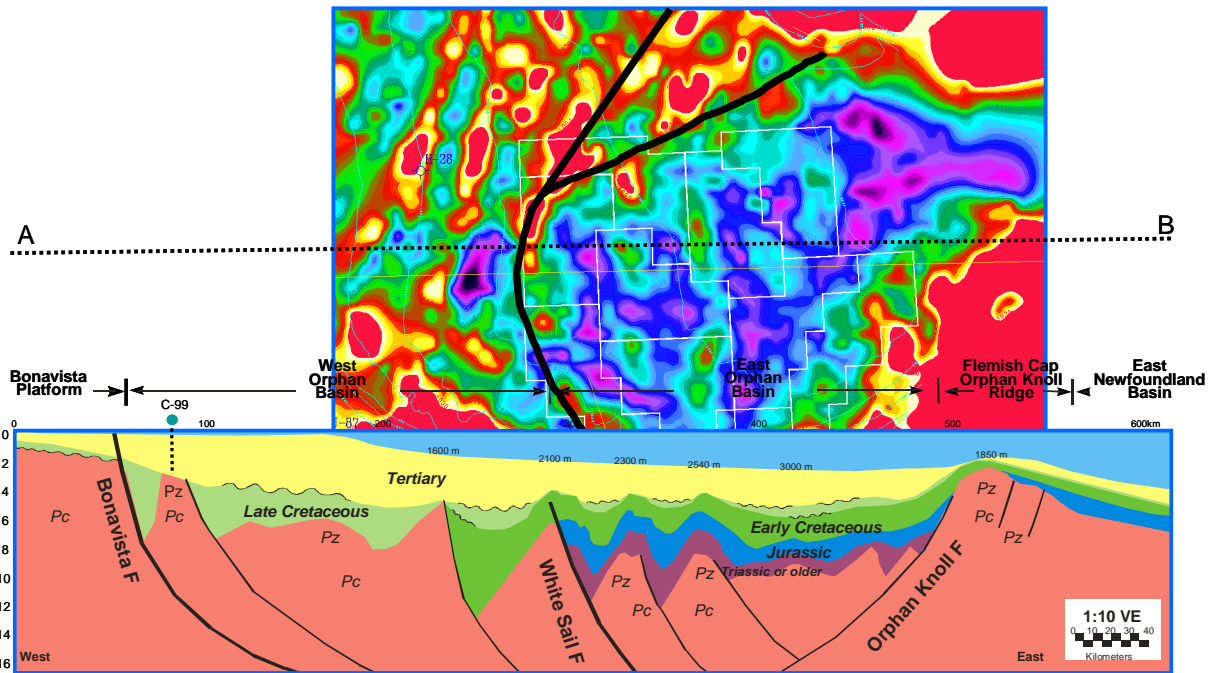 H-28
A
B
Bonavista
Platform
West
Orphan
Basin
East
Orphan
Basin
Flemish Cap
Orphan Knoll
Ridge
East
Newfoundland
Basin
C-99
0
100
200
300
400
500
600km
0
2
4
6
8
10
12
14
16
1600 m
2100 m
2300 m
2540 m
3000 m
1850 m
Tertiary
Late Cretaceous
Early Cretaceous
Jurassic
Triassic or older
Pc
Bonavista F
Pz
Pc
Pz
Pc
White Sail F
Pz
Pc
Pz
Pc
Orphan Knoll F
Pz
Pc
Pz
1:10 VE
0 10 20 30 40
Kilometers
West
East